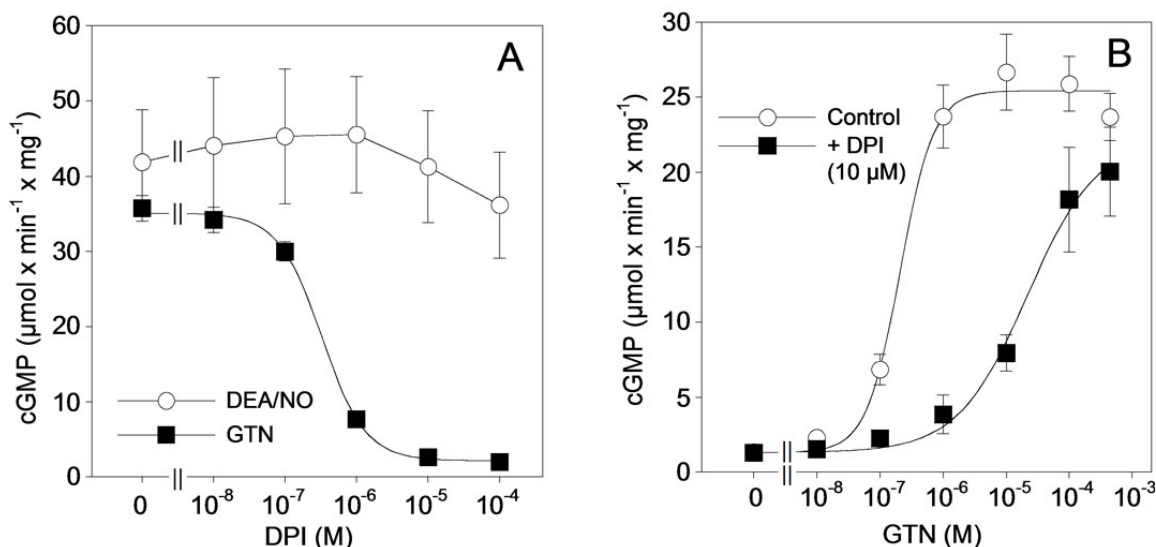 A
cGMP (µmol x min⁻¹ x mg⁻¹)
60
50
40
30
20
10
0
DEA/NO
GTN
0 10⁻⁸ 10⁻⁷ 10⁻⁶ 10⁻⁵ 10⁻⁴
DPI (M)
B
cGMP (µmol x min⁻¹ x mg⁻¹)
30
25
20
15
10
5
0
Control
+ DPI
(10 µM)
0 10⁻⁸ 10⁻⁷ 10⁻⁶ 10⁻⁵ 10⁻⁴ 10⁻³
GTN (M)